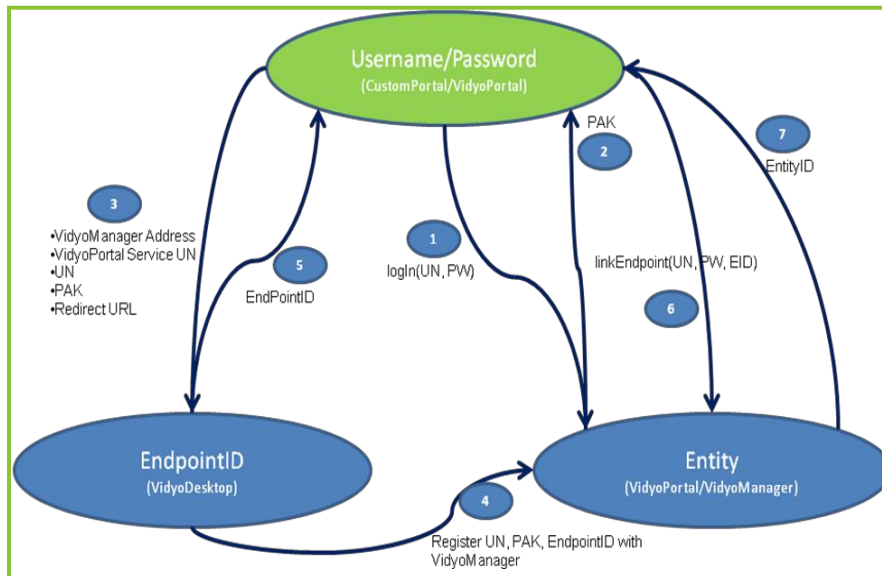 Username/Password
(CustomPortal/VidyoPortal)
PAK
2
7
EntityID
3
•VidyoManager Address
•VidyoPortal Service UN
•UN
•PAK
•Redirect URL
1
logIn(UN, PW)
5
EndPointID
linkEndpoint(UN, PW, EID)
6
EndpointID
(VidyoDesktop)
Entity
(VidyoPortal/VidyoManager)
4
Register UN, PAK, EndpointID with
VidyoManager